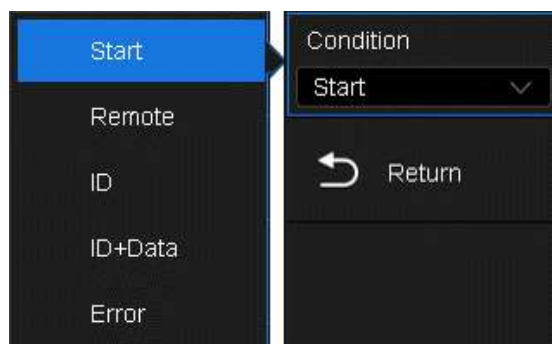 Start
Remote
ID
ID+Data
Error
Condition
Start
Return